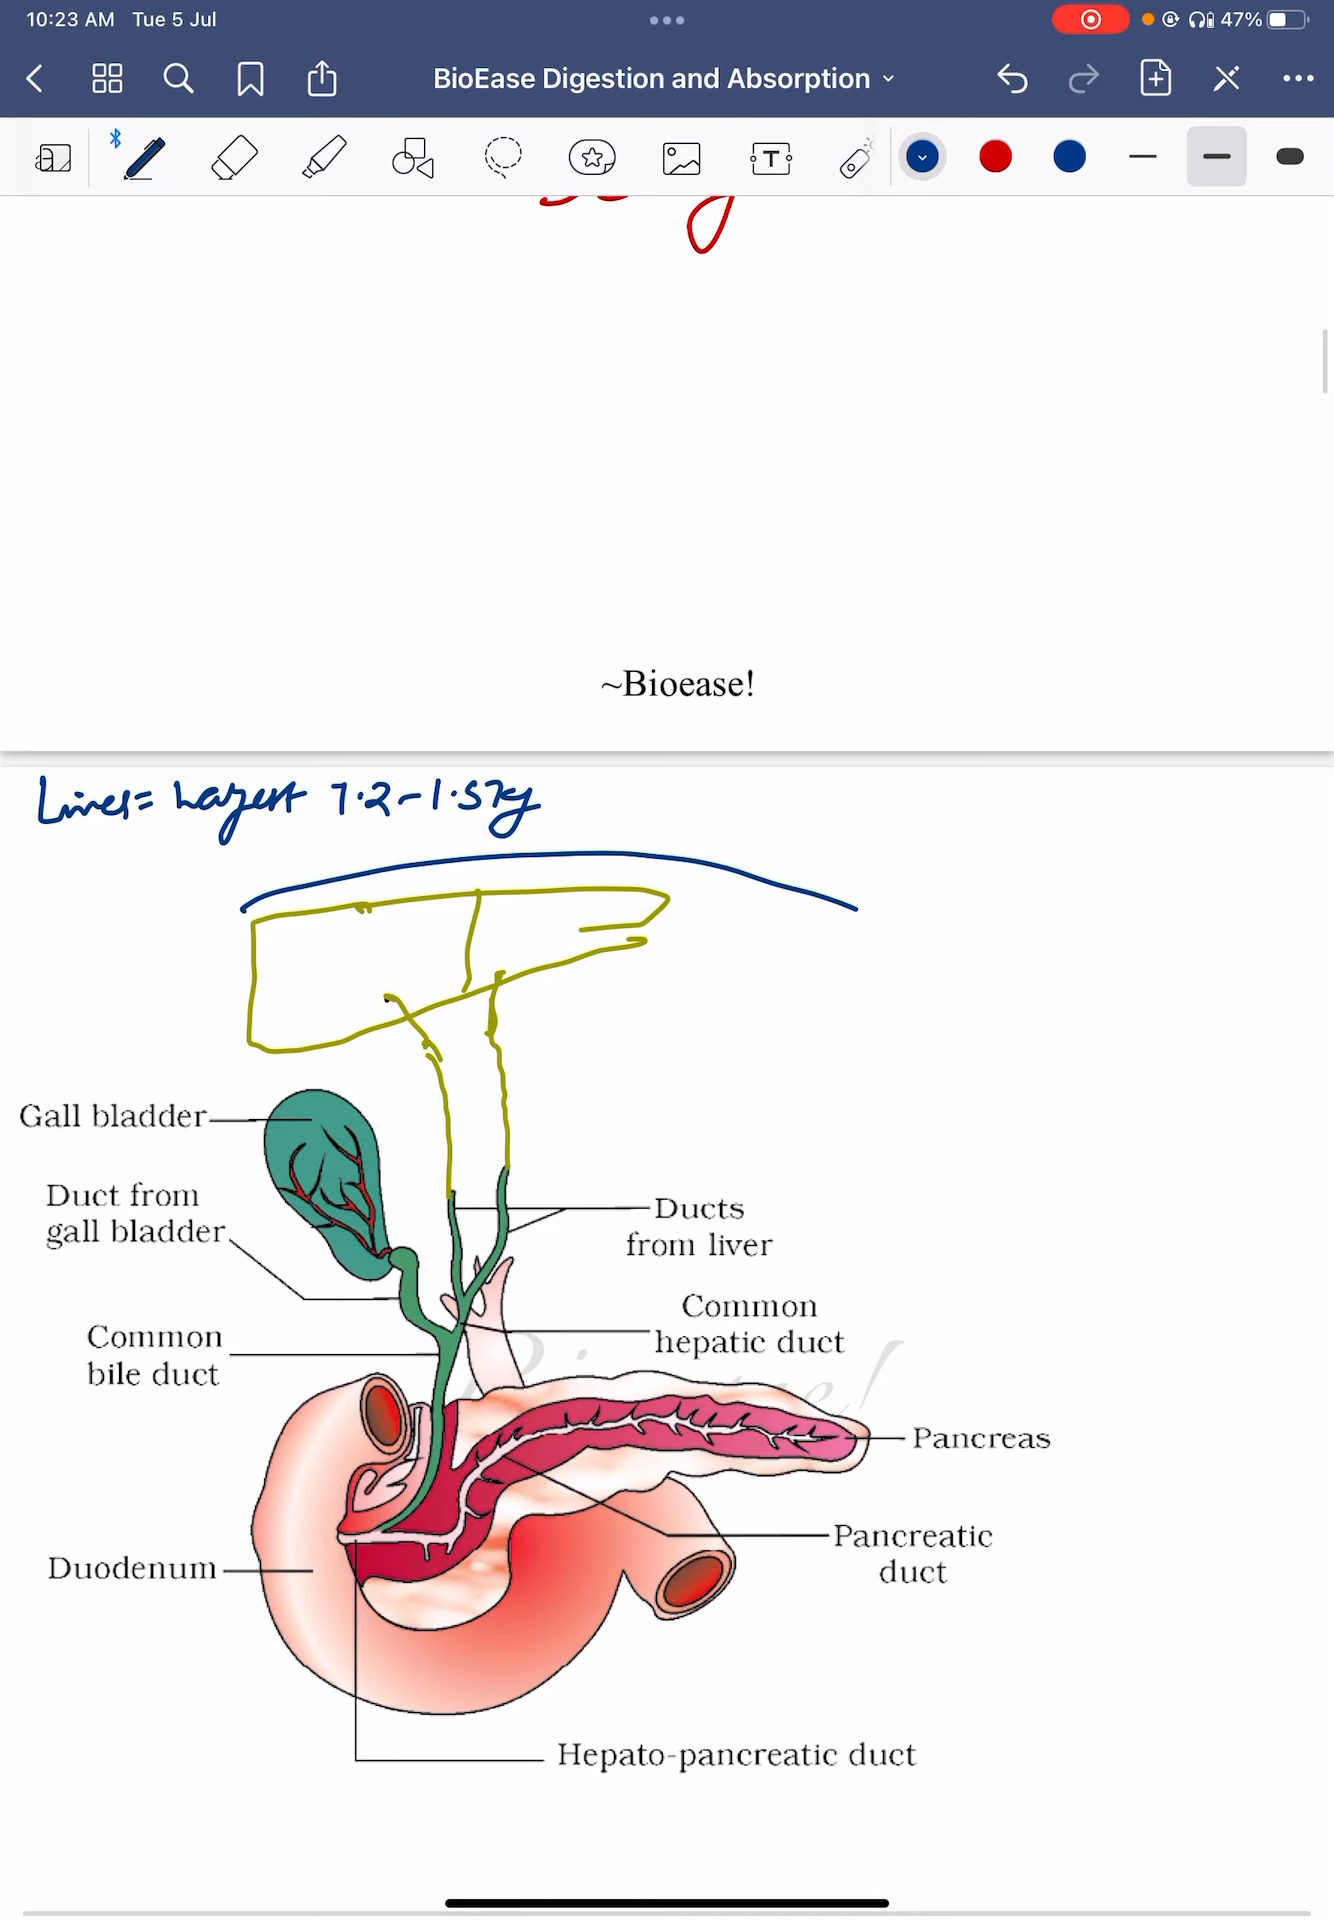 10:23 AM Tue 5 Jul
47%
BioEase Digestion and Absorption
T
~Bioease!
Liver = Largest 1.2-1.5kg
Gall bladder
Duct from
gall bladder
Ducts
from liver
Common
hepatic duct
Common
bile duct
Pancreas
Pancreatic
duct
Duodenum
Hepato-pancreatic duct